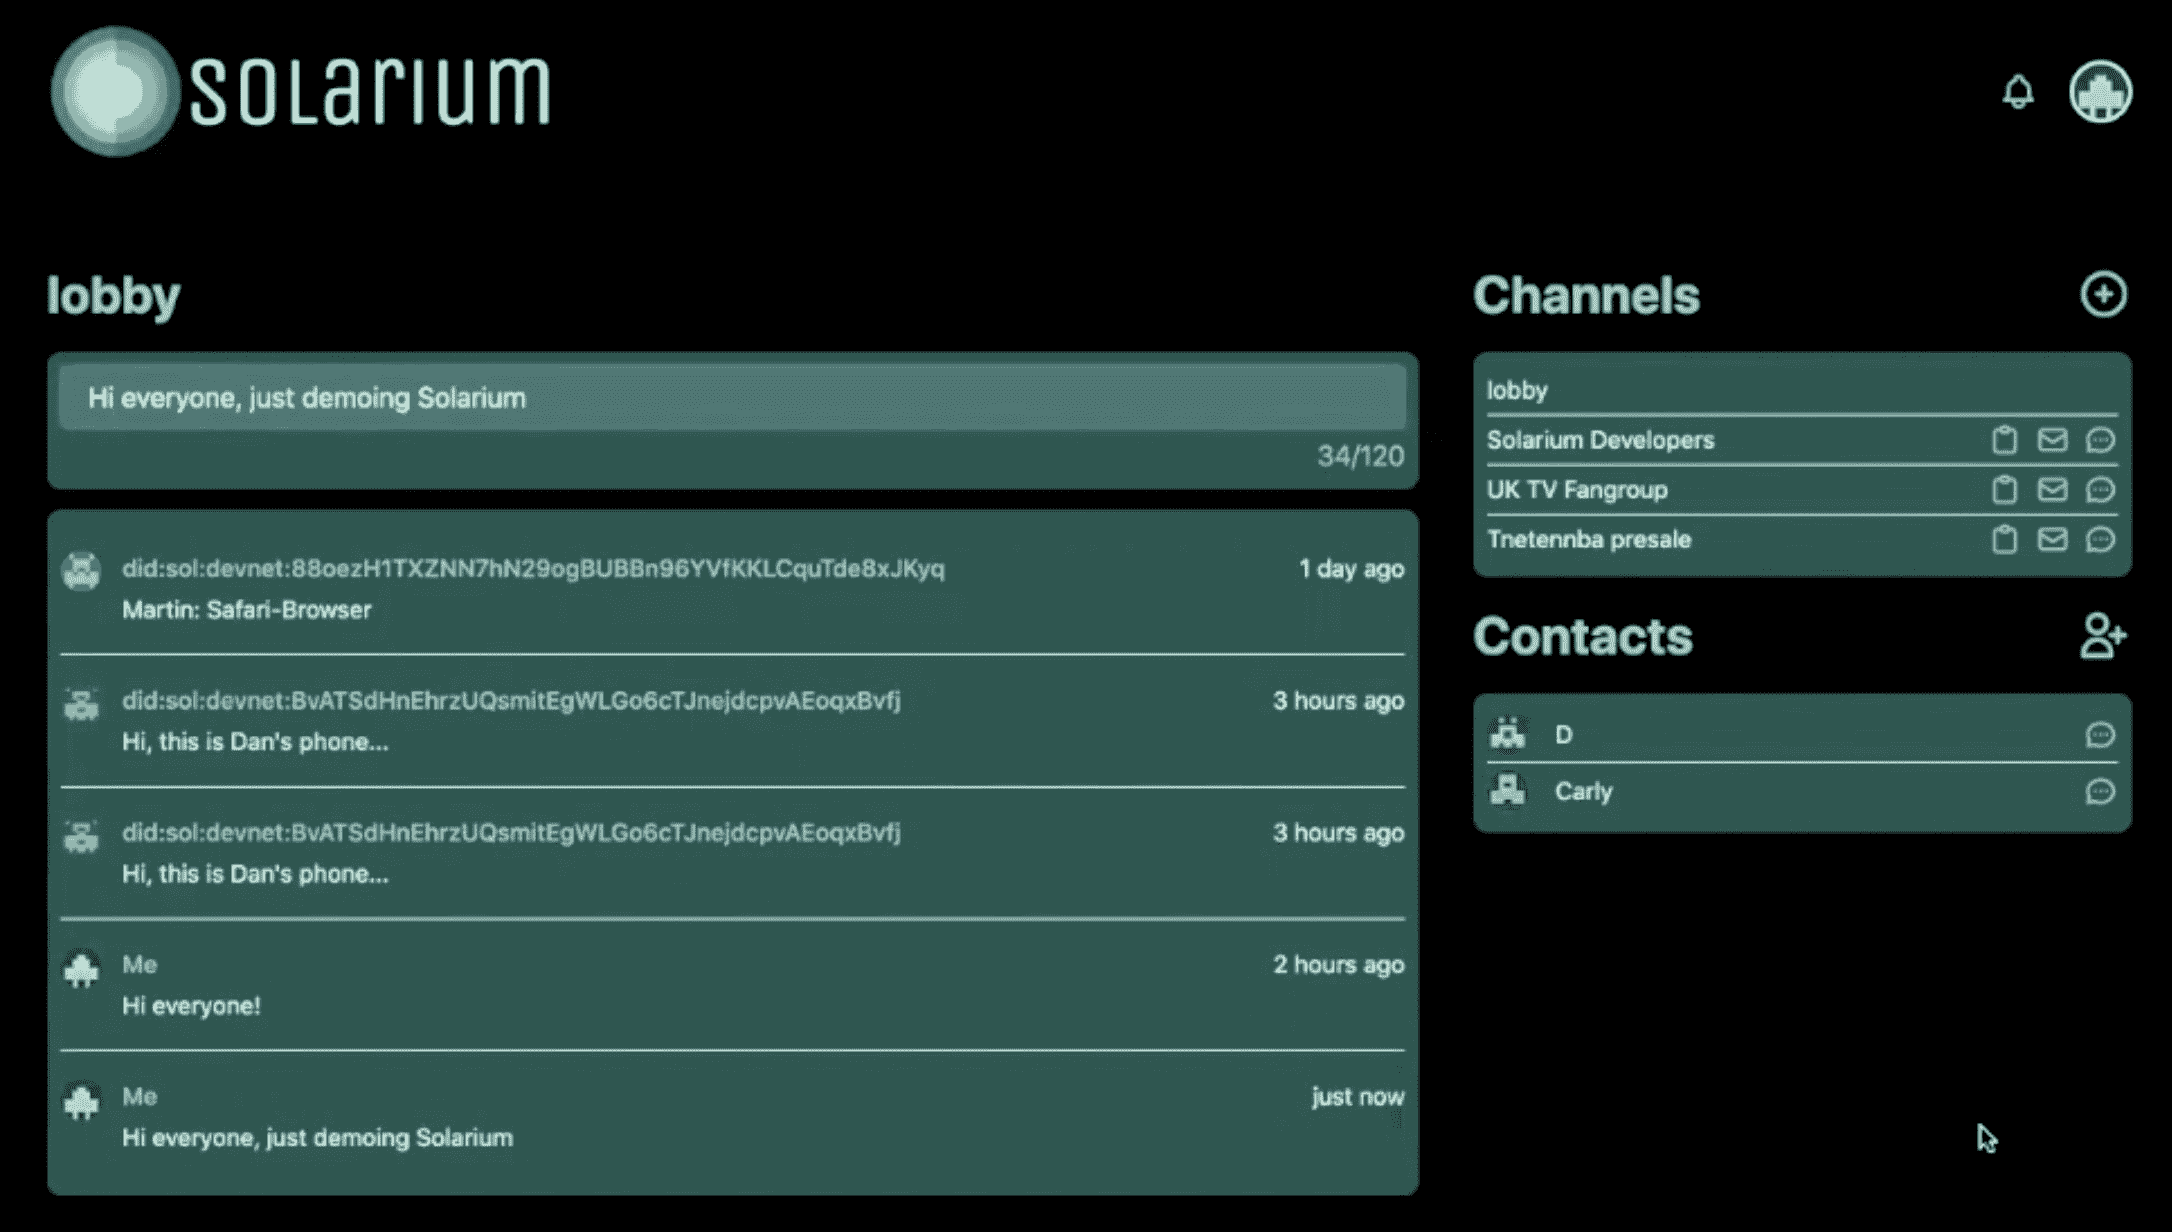 solarium
lobby
Hi everyone, just demoing Solarium
34/120
did:sol:devnet:88oezH1TXZNN7hN29ogBUBBn96YVfKKLCquTde8xJKyq
1 day ago
Martin: Safari-Browser
did:sol:devnet:BvATSdHnEhrzUQsmitEgWLGo6cTJnejdcpvAEoqxBvfj
3 hours ago
Hi, this is Dan's phone...
did:sol:devnet:BvATSdHnEhrzUQsmitEgWLGo6cTJnejdcpvAEoqxBvfj
3 hours ago
Hi, this is Dan's phone...
Me
2 hours ago
Hi everyone!
Me
just now
Hi everyone, just demoing Solarium
Channels
lobby
Solarium Developers
UK TV Fangroup
Tnetennba presale
Contacts
D
Carly